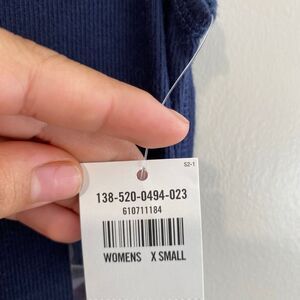 S2-1
138-520-0494-023
610711184
WOMENS X SMALL